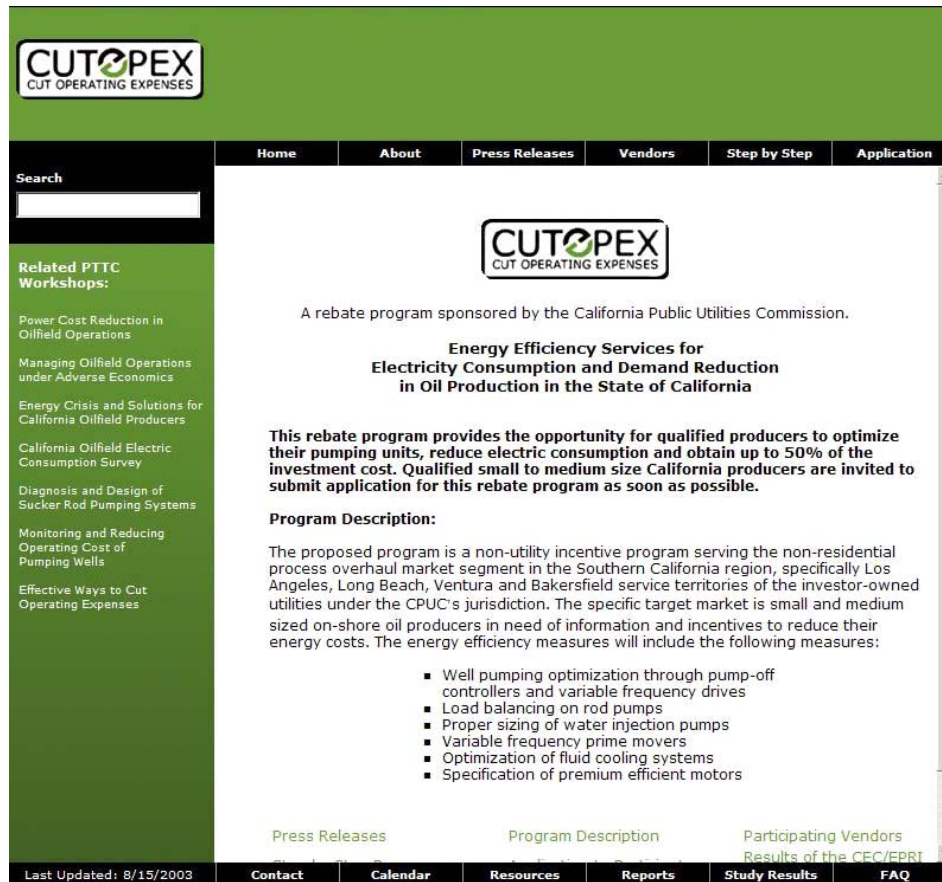 CUTOPEX
CUT OPERATING EXPENSES
Home About Press Releases Vendors Step by Step Application
Search
Related PTTC
Workshops:
Power Cost Reduction in
Oilfield Operations
Managing Oilfield Operations
under Adverse Economics
Energy Crisis and Solutions for
California Oilfield Producers
California Oilfield Electric
Consumption Survey
Diagnosis and Design of
Sucker Rod Pumping Systems
Monitoring and Reducing
Operating Cost of
Pumping Wells
Effective Ways to Cut
Operating Expenses
CUTOPEX
CUT OPERATING EXPENSES
A rebate program sponsored by the California Public Utilities Commission.
Energy Efficiency Services for
Electricity Consumption and Demand Reduction
in Oil Production in the State of California
This rebate program provides the opportunity for qualified producers to optimize
their pumping units, reduce electric consumption and obtain up to 50% of the
investment cost. Qualified small to medium size California producers are invited to
submit application for this rebate program as soon as possible.
Program Description:
The proposed program is a non-utility incentive program serving the non-residential
process overhaul market segment in the Southern California region, specifically Los
Angeles, Long Beach, Ventura and Bakersfield service territories of the investor-owned
utilities under the CPUC's jurisdiction. The specific target market is small and medium
sized on-shore oil producers in need of information and incentives to reduce their
energy costs. The energy efficiency measures will include the following measures:
▪ Well pumping optimization through pump-off
controllers and variable frequency drives
▪ Load balancing on rod pumps
▪ Proper sizing of water injection pumps
▪ Variable frequency prime movers
▪ Optimization of fluid cooling systems
▪ Specification of premium efficient motors
Press Releases Program Description Participating Vendors
Results of the CEC/EPRI
Last Updated: 8/15/2003 Contact Calendar Resources Reports Study Results FAQ